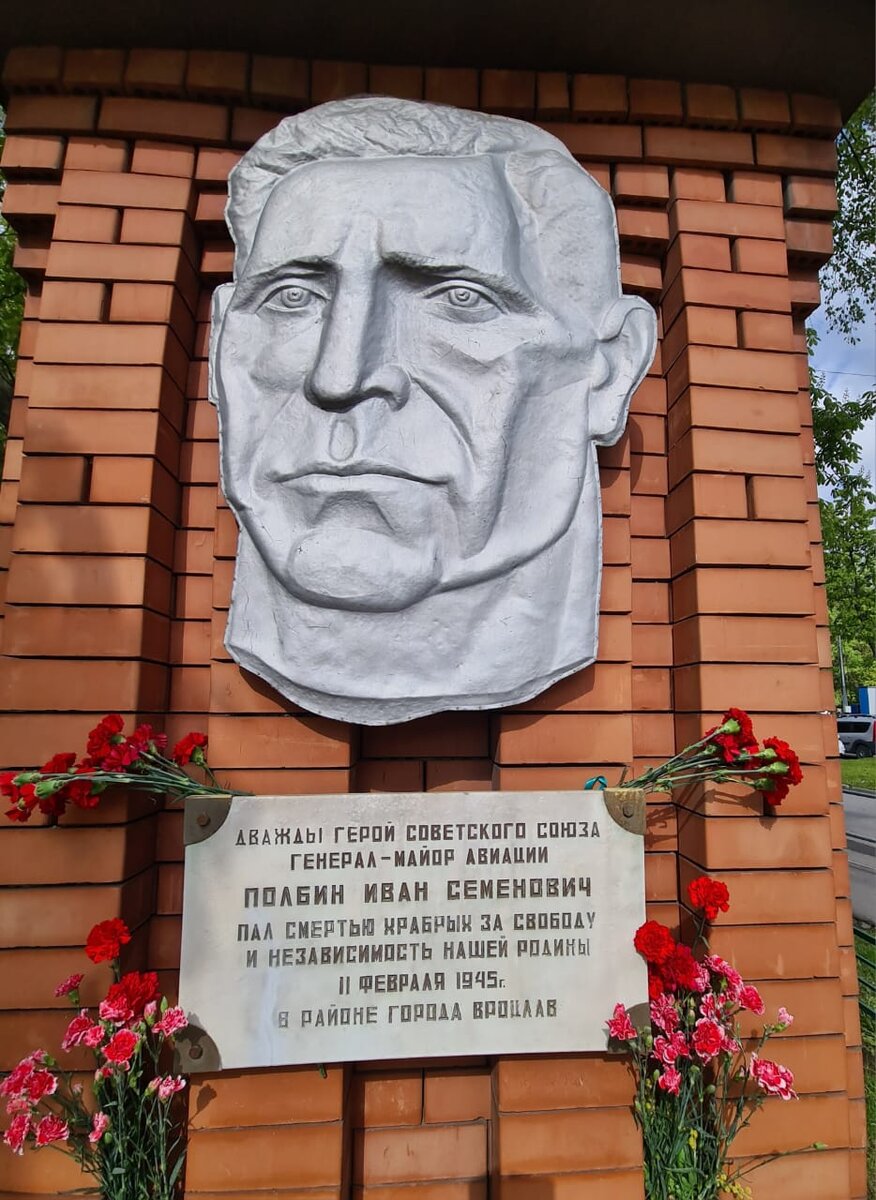 ДВАЖДЫ ГЕРОЙ СОВЕТСКОГО СОЮЗА
ГЕНЕРАЛ-МАЙОР АВИАЦИИ
ПОЛБИН ИВАН СЕМЕНОВИЧ
ПАЛ СМЕРТЬЮ ХРАБРЫХ ЗА СВОБОДУ
И НЕЗАВИСИМОСТЬ НАШЕЙ РОДИНЫ
11 ФЕВРАЛЯ 1945г.
В РАЙОНЕ ГОРОДА ВРОЦЛАВ